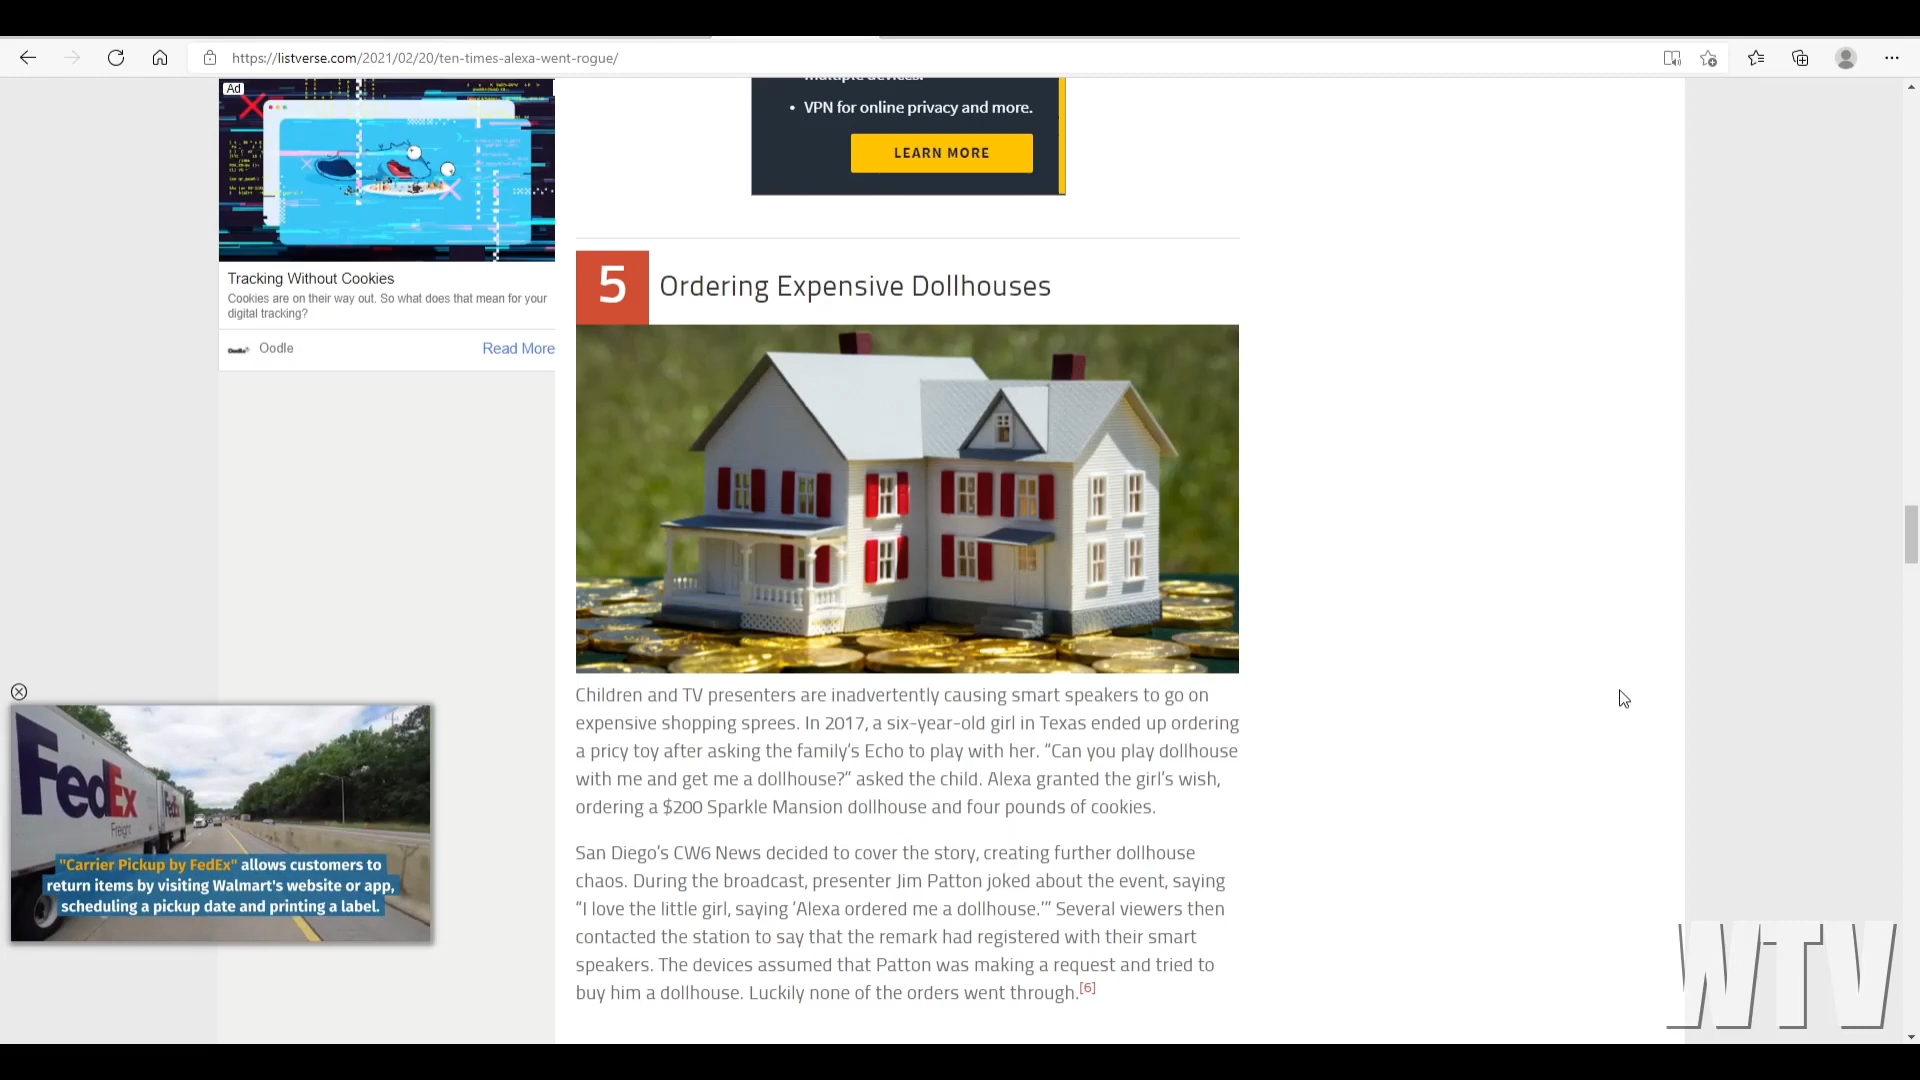 https://listverse.com/2021/02/20/ten-times-alexa-went-rogue/
Ad
multiple devices.
• VPN for online privacy and more.
LEARN MORE
Tracking Without Cookies
Cookies are on their way out. So what does that mean for your
digital tracking?
Oodle
Read More
5
Ordering Expensive Dollhouses
Children and TV presenters are inadvertently causing smart speakers to go on
expensive shopping sprees. In 2017, a six-year-old girl in Texas ended up ordering
a pricy toy after asking the family's Echo to play with her. “Can you play dollhouse
with me and get me a dollhouse?” asked the child. Alexa granted the girl's wish,
ordering a $200 Sparkle Mansion dollhouse and four pounds of cookies.
San Diego's CW6 News decided to cover the story, creating further dollhouse
chaos. During the broadcast, presenter Jim Patton joked about the event, saying
“I love the little girl, saying ‘Alexa ordered me a dollhouse.’” Several viewers then
contacted the station to say that the remark had registered with their smart
speakers. The devices assumed that Patton was making a request and tried to
buy him a dollhouse. Luckily none of the orders went through.[6]
FedEx
Freight
FedEx
"Carrier Pickup by FedEx" allows customers to
return items by visiting Walmart's website or app,
scheduling a pickup date and printing a label.
WTV